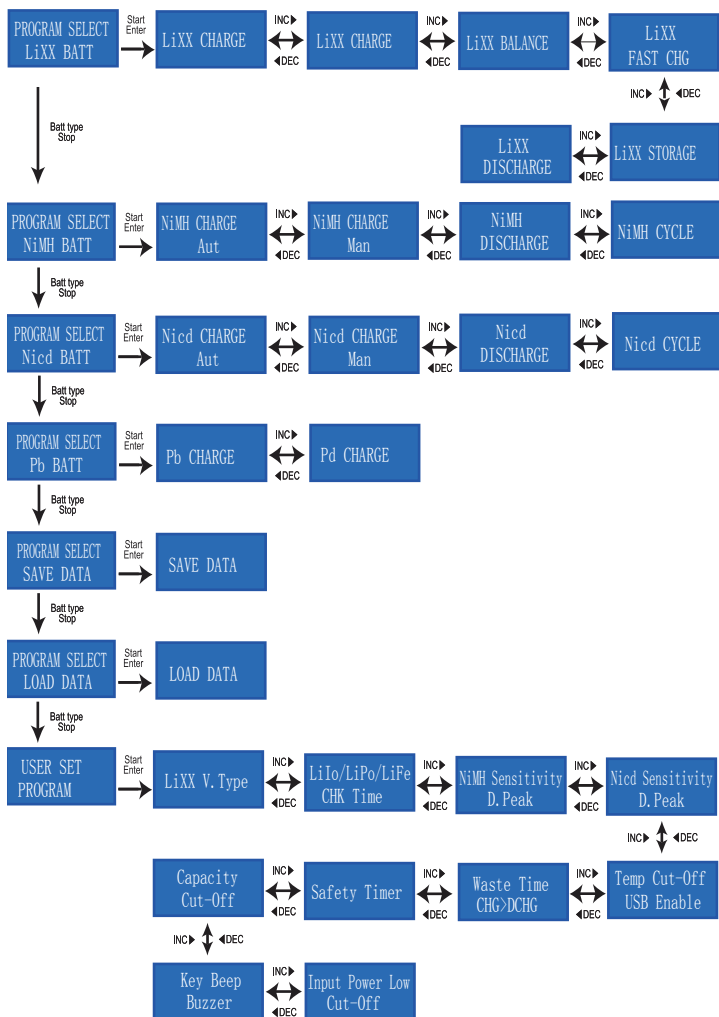 PROGRAM SELECT
LiXX BATT
Start
Enter
LiXX CHARGE
INC▶
◀DEC
LiXX CHARGE
INC▶
◀DEC
LiXX BALANCE
INC▶
◀DEC
LiXX
FAST CHG
INC▶ ◀DEC
Batt type
Stop
LiXX
DISCHARGE
INC▶
◀DEC
LiXX STORAGE
PROGRAM SELECT
NiMH BATT
Start
Enter
NiMH CHARGE
Aut
INC▶
◀DEC
NiMH CHARGE
Man
INC▶
◀DEC
NiMH
DISCHARGE
INC▶
◀DEC
NiMH CYCLE
Batt type
Stop
PROGRAM SELECT
Nicd BATT
Start
Enter
Nicd CHARGE
Aut
INC▶
◀DEC
Nicd CHARGE
Man
INC▶
◀DEC
Nicd
DISCHARGE
INC▶
◀DEC
Nicd CYCLE
Batt type
Stop
PROGRAM SELECT
Pb BATT
Start
Enter
Pb CHARGE
INC▶
◀DEC
Pd CHARGE
Batt type
Stop
PROGRAM SELECT
SAVE DATA
Start
Enter
SAVE DATA
Batt type
Stop
PROGRAM SELECT
LOAD DATA
Start
Enter
LOAD DATA
Batt type
Stop
USER SET
PROGRAM
Start
Enter
LiXX V.Type
INC▶
◀DEC
LiIo/LiPo/LiFe
CHK Time
INC▶
◀DEC
NiMH Sensitivity
D.Peak
INC▶
◀DEC
Nicd Sensitivity
D.Peak
INC▶ ◀DEC
Capacity
Cut-Off
INC▶
◀DEC
Safety Timer
INC▶
◀DEC
Waste Time
CHG>DCHG
INC▶
◀DEC
Temp Cut-Off
USB Enable
INC▶ ◀DEC
Key Beep
Buzzer
INC▶
◀DEC
Input Power Low
Cut-Off